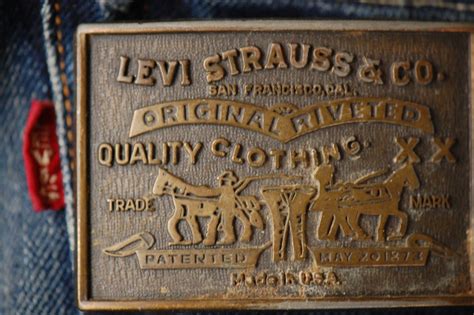 LEVI STRAUSS & CO.
SAN FRANCISCO, CAL.
ORIGINAL RIVETED
QUALITY CLOTHING. XX
TRADE MARK
PATENTED MAY 20 1873
Made in U.S.A.